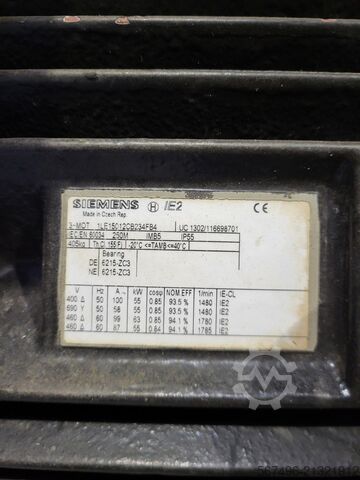 SIEMENS IE2
Made in Czech Rep. CE
3~MOT 1LE15012CB234FB4 UC 1302/116698701
IEC,EN 60034 250M IMB5 IP55
405kg Th.Cl.155(F) -20°C <=TAMB<=40°C
Bearing
DE 6215-ZC3
NE 6215-ZC3
V Hz A kW cosφ NOM EFF 1/min IE-CL
400 Δ 50 100 55 0.85 93.5 % 1480 IE2
690 Y 50 58 55 0.85 93.5 % 1480 IE2
460 Δ 60 99 63 0.85 94.1 % 1780 IE2
460 Δ 60 87 55 0.84 94.1 % 1785 IE2